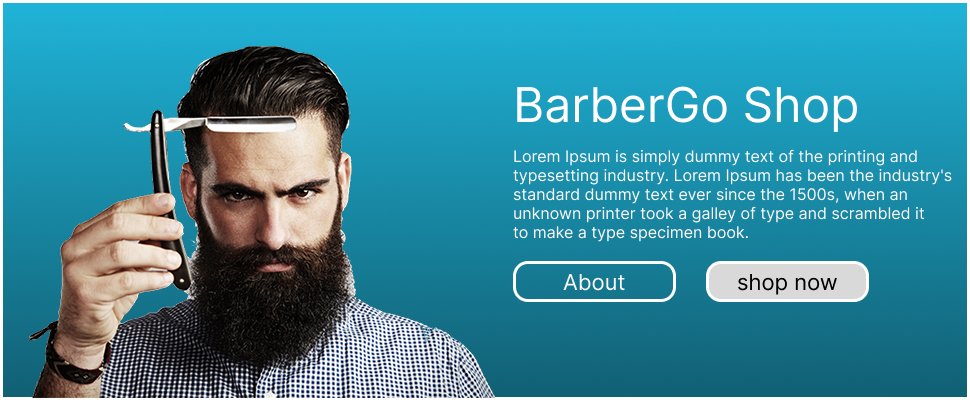 BarberGo Shop
Lorem Ipsum is simply dummy text of the printing and
typesetting industry. Lorem Ipsum has been the industry's
standard dummy text ever since the 1500s, when an
unknown printer took a galley of type and scrambled it
to make a type specimen book.
About
shop now